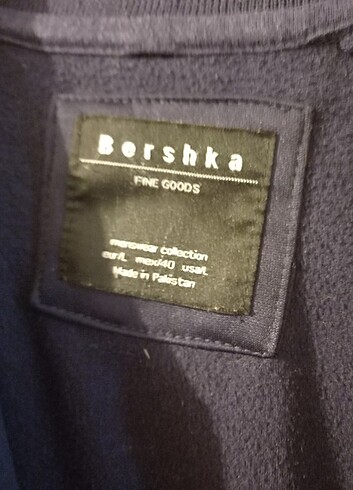 Bershka
FINE GOODS
menswear collection
eur/L mex/40 usa/L
Made in Pakistan